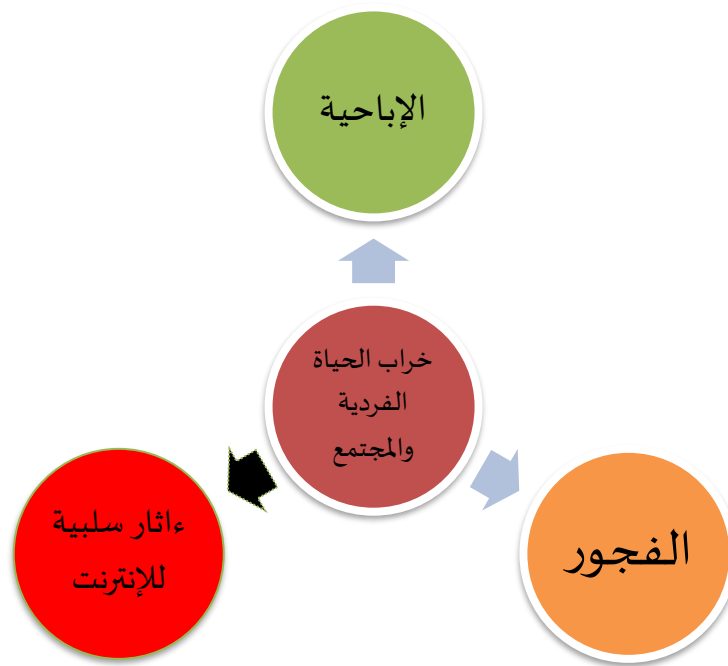 الإباحية
خراب الحياة
الفردية
والمجتمع
ءاثار سلبية
للإنترنت
الفجور